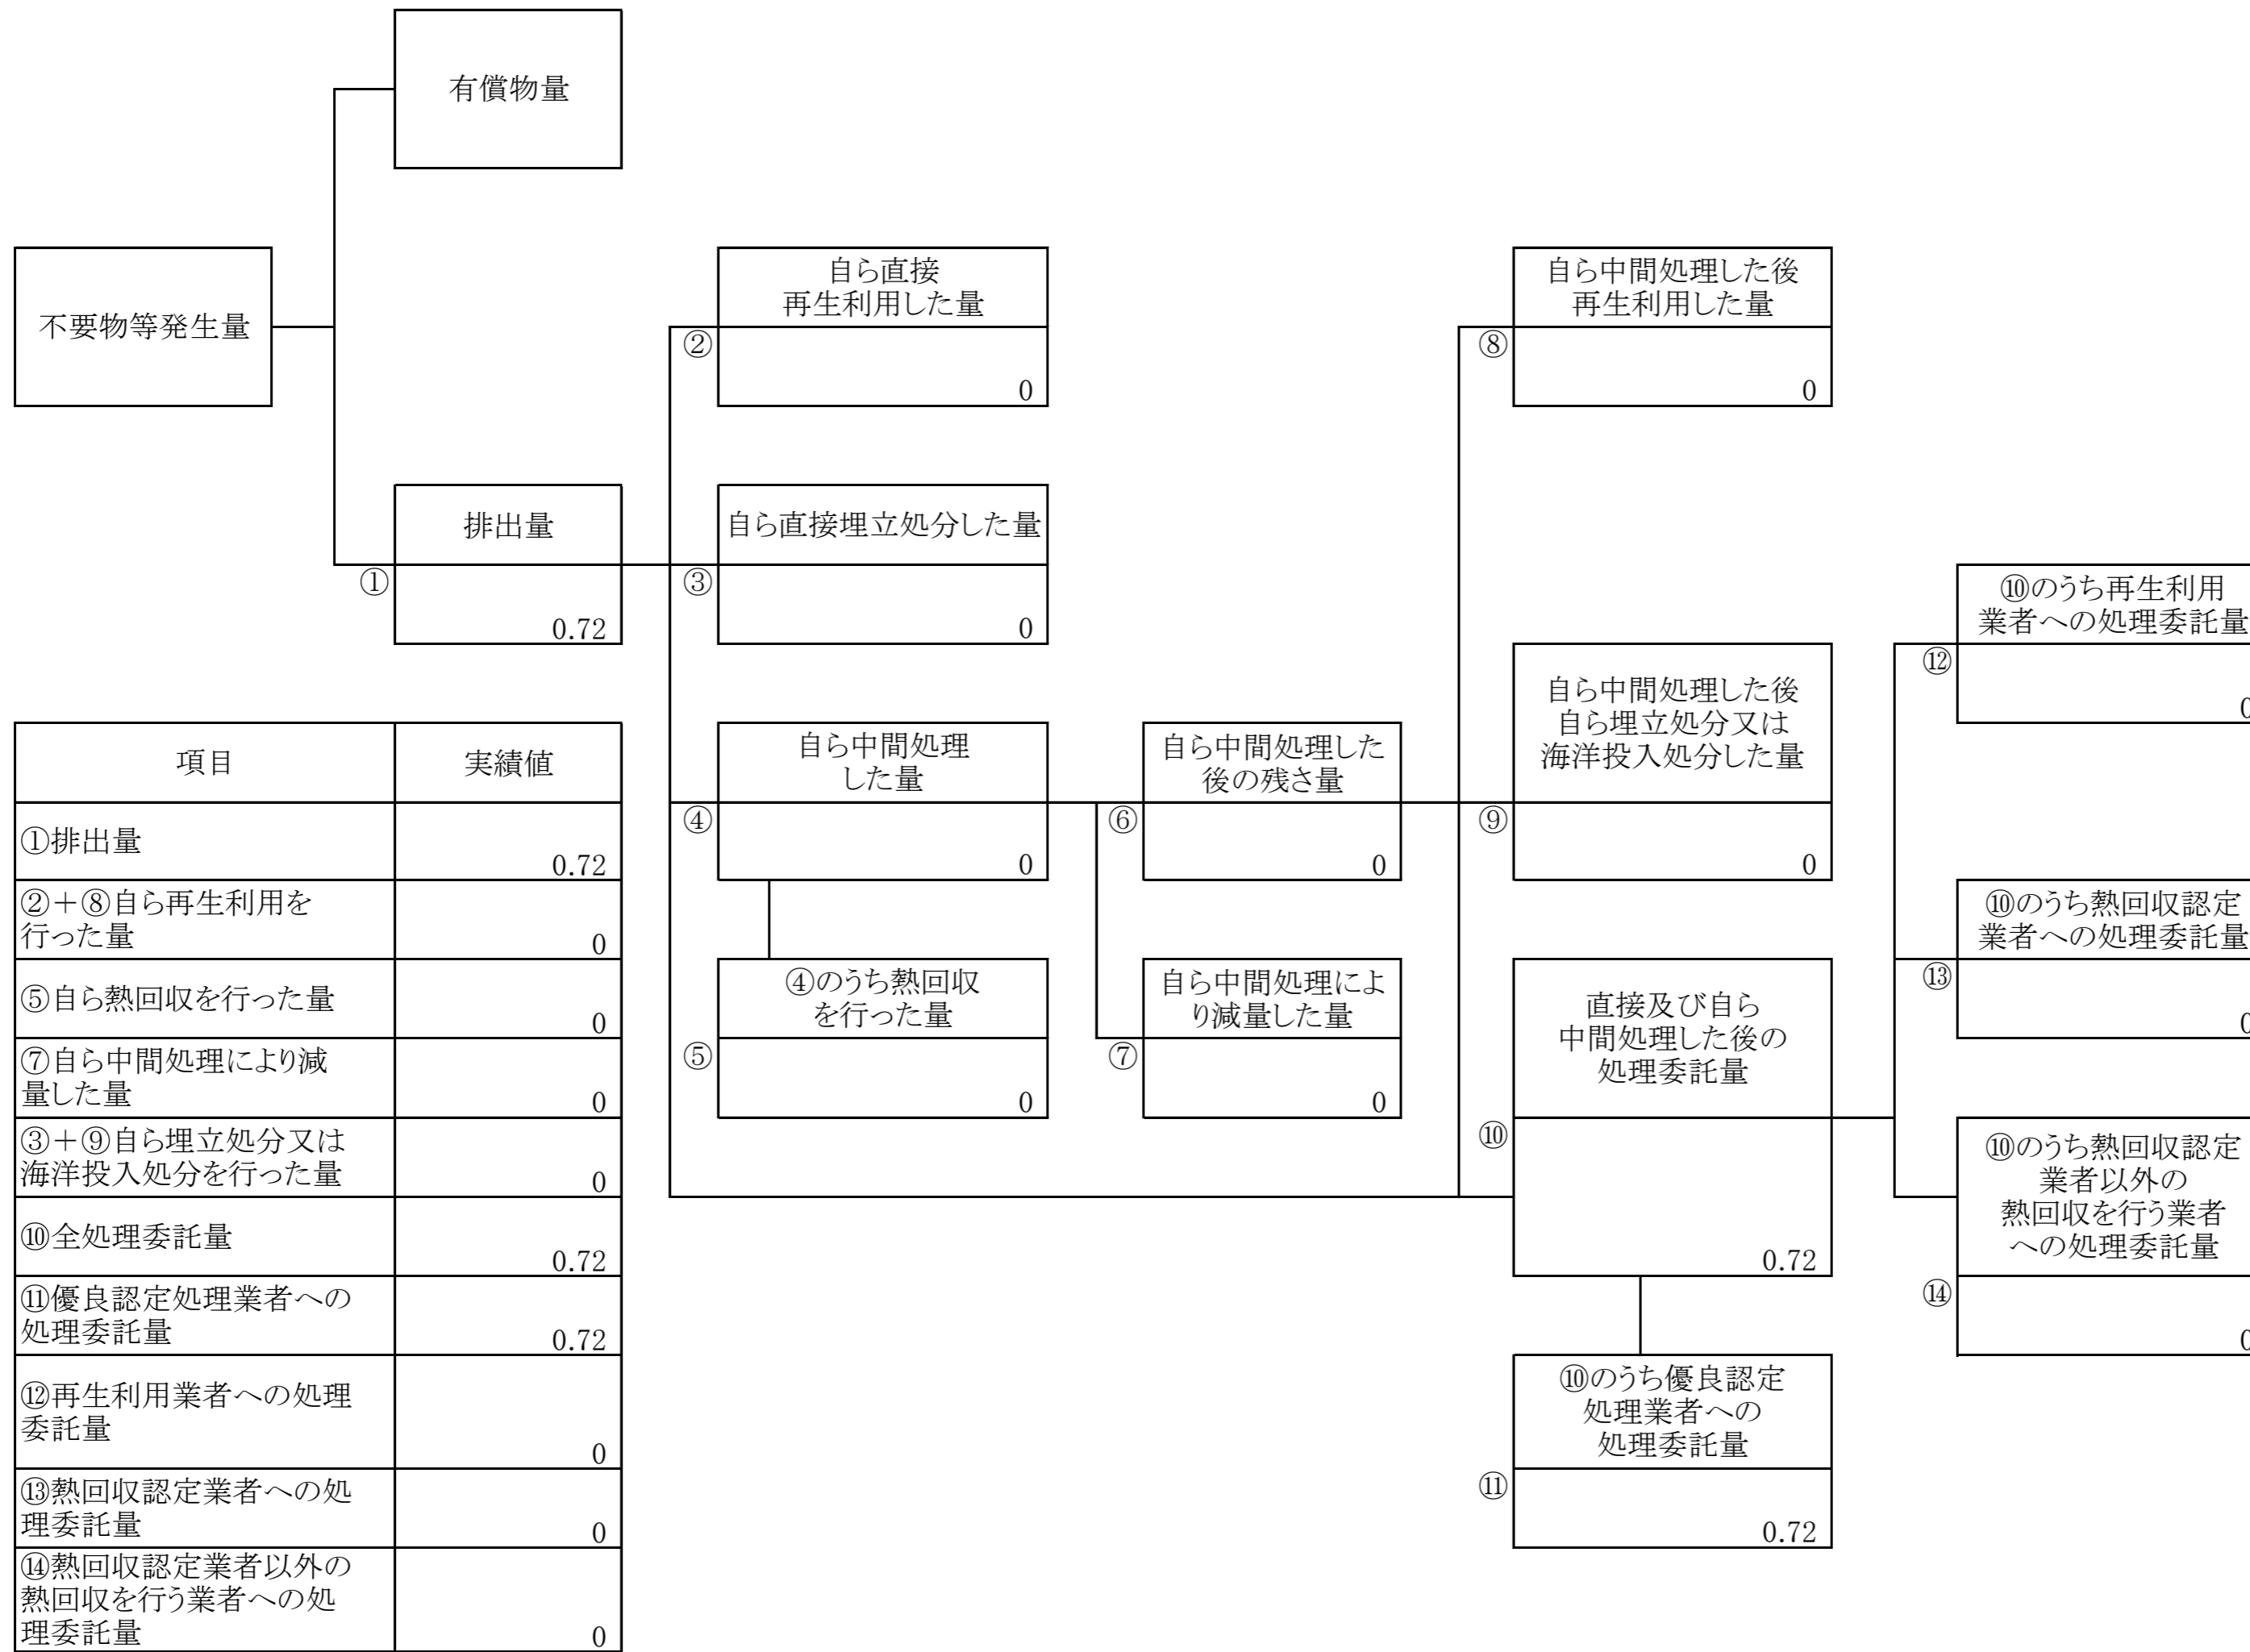 有償物量
不要物等発生量
自ら直接
再生利用した量
②
0
自ら中間処理した後
再生利用した量
⑧
0
排出量
①
0.72
自ら直接埋立処分した量
③
0
⑩のうち再生利用
業者への処理委託量
⑫
0
自ら中間処理
した量
④
0
自ら中間処理した
後の残さ量
⑥
0
自ら中間処理した後
自ら埋立処分又は
海洋投入処分した量
⑨
0
⑩のうち熱回収認定
業者への処理委託量
⑬
0
④のうち熱回収
を行った量
⑤
0
自ら中間処理によ
り減量した量
⑦
0
直接及び自ら
中間処理した後の
処理委託量
⑩
0.72
⑩のうち熱回収認定
業者以外の
熱回収を行う業者
への処理委託量
⑭
0
⑩のうち優良認定
処理業者への
処理委託量
⑪
0.72
項目 実績値
①排出量
0.72
②+⑧自ら再生利用を
行った量 0
⑤自ら熱回収を行った量
0
⑦自ら中間処理により減
量した量 0
③+⑨自ら埋立処分又は
海洋投入処分を行った量 0
⑩全処理委託量
0.72
⑪優良認定処理業者への
処理委託量 0.72
⑫再生利用業者への処理
委託量
0
⑬熱回収認定業者への処
理委託量 0
⑭熱回収認定業者以外の
熱回収を行う業者への処
理委託量 0